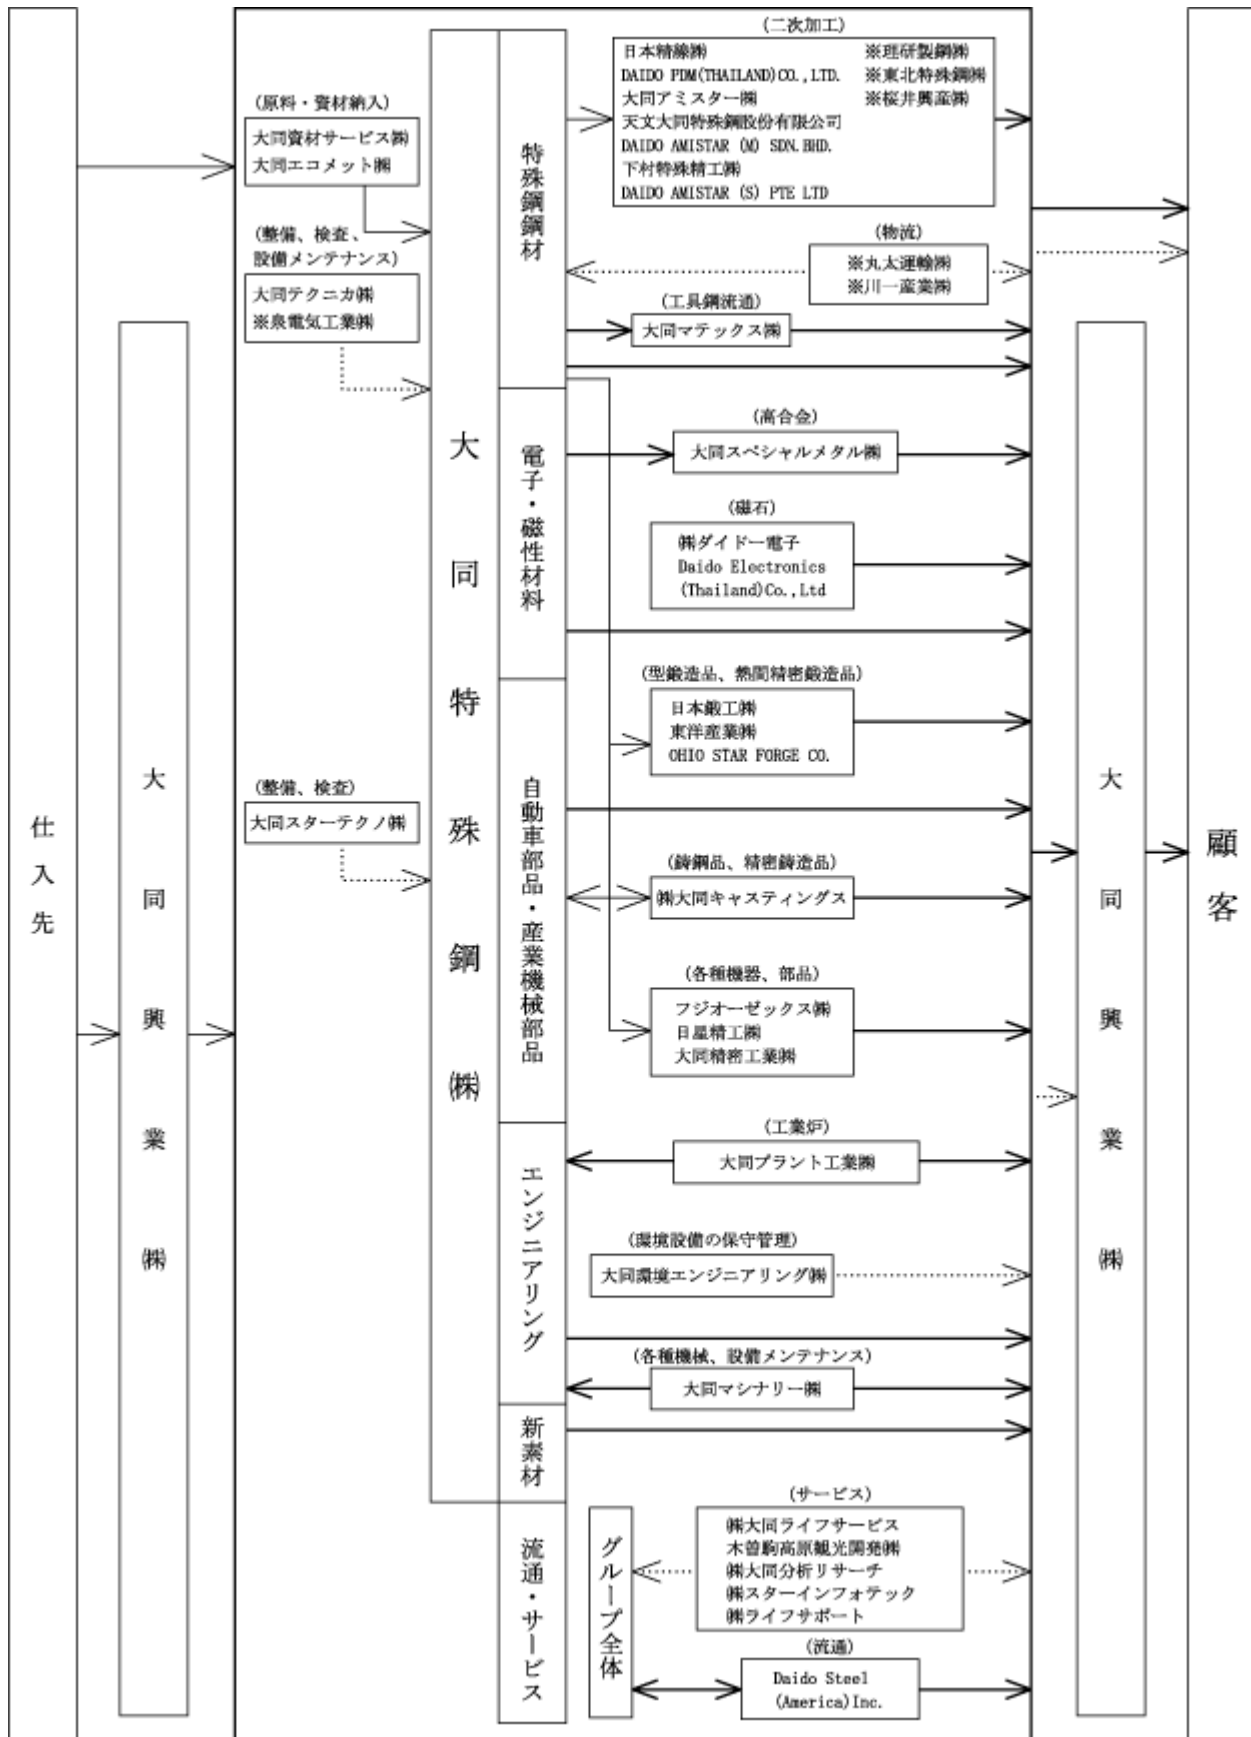 仕入先
大同興業㈱
(原料・資材納入)
大同資材サービス㈱
大同エコメット㈱
(整備、検査、
設備メンテナンス)
大同テクニカ㈱
※泉電気工業㈱
(整備、検査)
大同スターテクノ㈱
大同特殊鋼㈱
特殊鋼鋼材
(二次加工)
日本精線㈱
DAIDO PDM(THAILAND)CO.,LTD.
大同アミスター㈱
天文大同特殊鋼股份有限公司
DAIDO AMISTAR (M) SDN.BHD.
下村特殊精工㈱
DAIDO AMISTAR (S) PTE LTD
※理研製鋼㈱
※東北特殊鋼㈱
※桜井興産㈱
(物流)
※丸太運輸㈱
※川一産業㈱
(工具鋼流通)
大同マテックス㈱
電子・磁性材料
(高合金)
大同スペシャルメタル㈱
(磁石)
㈱ダイドー電子
Daido Electronics
(Thailand)Co.,Ltd
自動車部品・産業機械部品
(型鍛造品、熱間精密鍛造品)
日本鍛工㈱
東洋産業㈱
OHIO STAR FORGE CO.
(鋳鋼品、精密鋳造品)
㈱大同キャスティングス
(各種機器、部品)
フジオーゼックス㈱
日星精工㈱
大同精密工業㈱
エンジニアリング
(工業炉)
大同プラント工業㈱
(環境設備の保守管理)
大同環境エンジニアリング㈱
(各種機械、設備メンテナンス)
大同マシナリー㈱
新素材
流通・サービス
グループ全体
(サービス)
㈱大同ライフサービス
木曽駒高原観光開発㈱
㈱大同分析リサーチ
㈱スターインフォテック
㈱ライフサポート
(流通)
Daido Steel
(America)Inc.
大同興業㈱
顧客